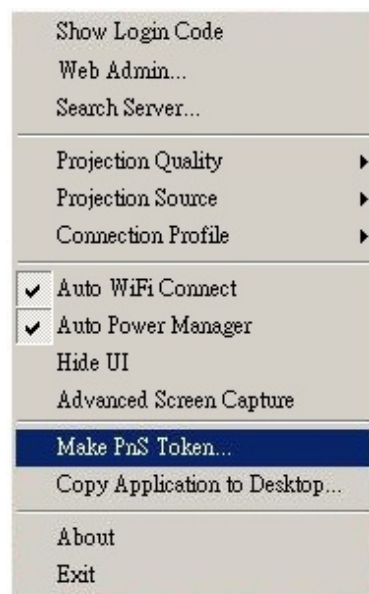 Show Login Code
Web Admin...
Search Server...
Projection Quality
Projection Source
Connection Profile
Auto WiFi Connect
Auto Power Manager
Hide UI
Advanced Screen Capture
Make PnS Token...
Copy Application to Desktop...
About
Exit